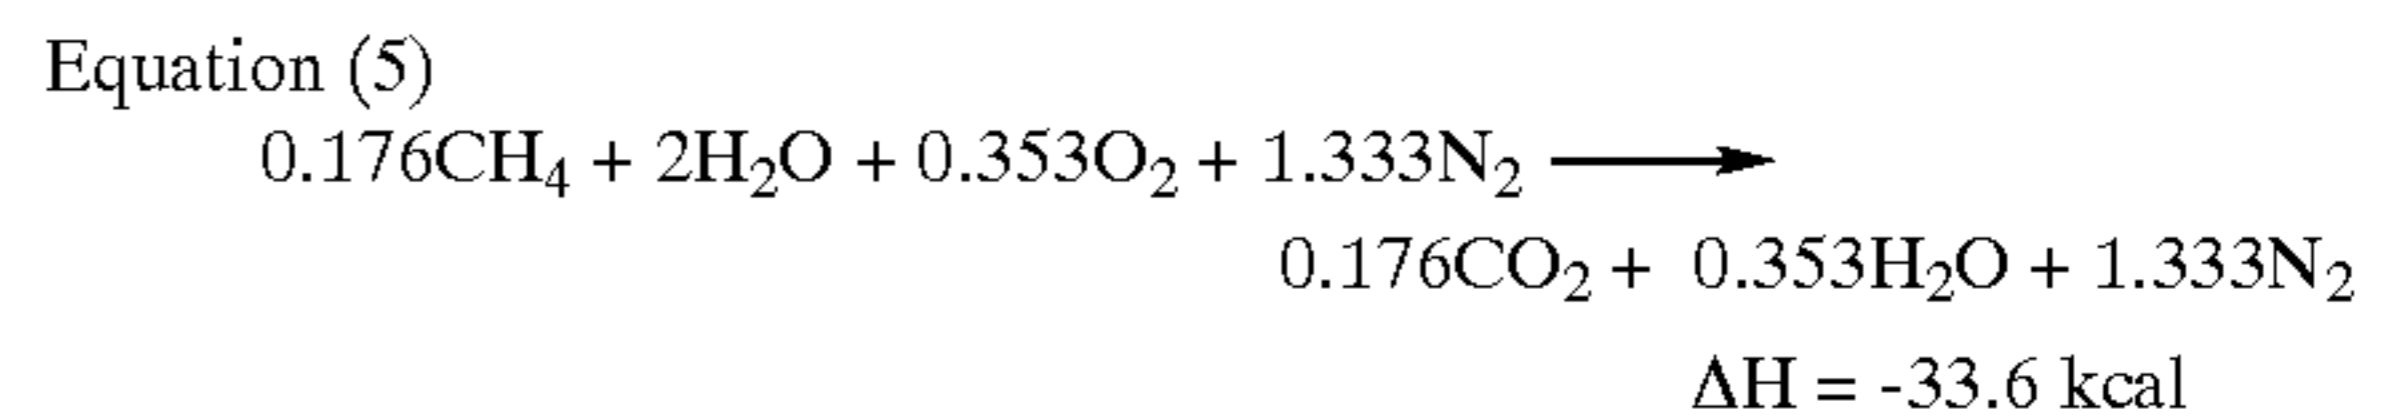 Equation (5)
0.176CH₄ + 2H₂O + 0.353O₂ + 1.333N₂ ⟶
0.176CO₂ + 0.353H₂O + 1.333N₂
ΔH = -33.6 kcal